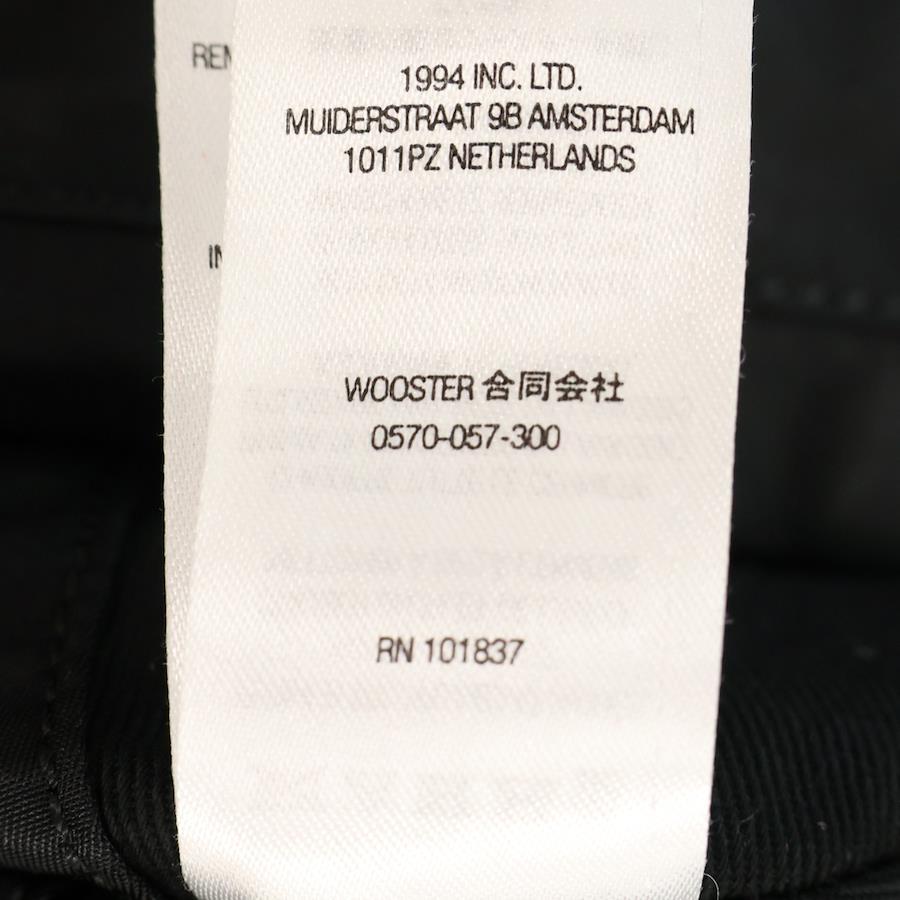 1994 INC. LTD.
MUIDERSTRAAT 9B AMSTERDAM
1011PZ NETHERLANDS
WOOSTER 合同会社
0570-057-300
RN 101837